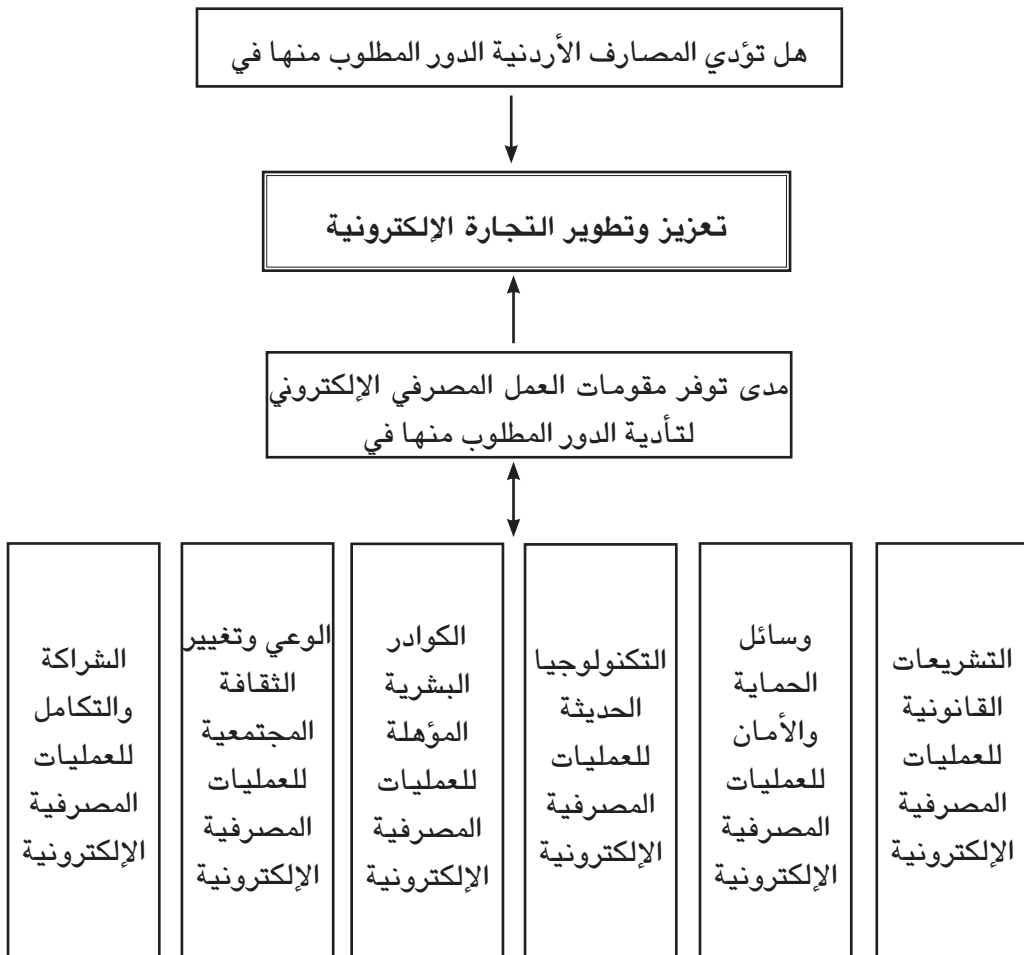 هل تؤدي المصارف الأردنية الدور المطلوب منها في
تعزيز وتطوير التجارة الإلكترونية
مدى توفر مقومات العمل المصرفي الإلكتروني
لتأدية الدور المطلوب منها في
التشريعات
القانونية
للعمليات
المصرفية
الإلكترونية
وسائل
الحماية
والأمان
للعمليات
المصرفية
الإلكترونية
التكنولوجيا
الحديثة
للعمليات
المصرفية
الإلكترونية
الكوادر
البشرية
المؤهلة
للعمليات
المصرفية
الإلكترونية
الوعي وتغيير
الثقافة
المجتمعية
للعمليات
المصرفية
الإلكترونية
الشراكة
والتكامل
للعمليات
المصرفية
الإلكترونية